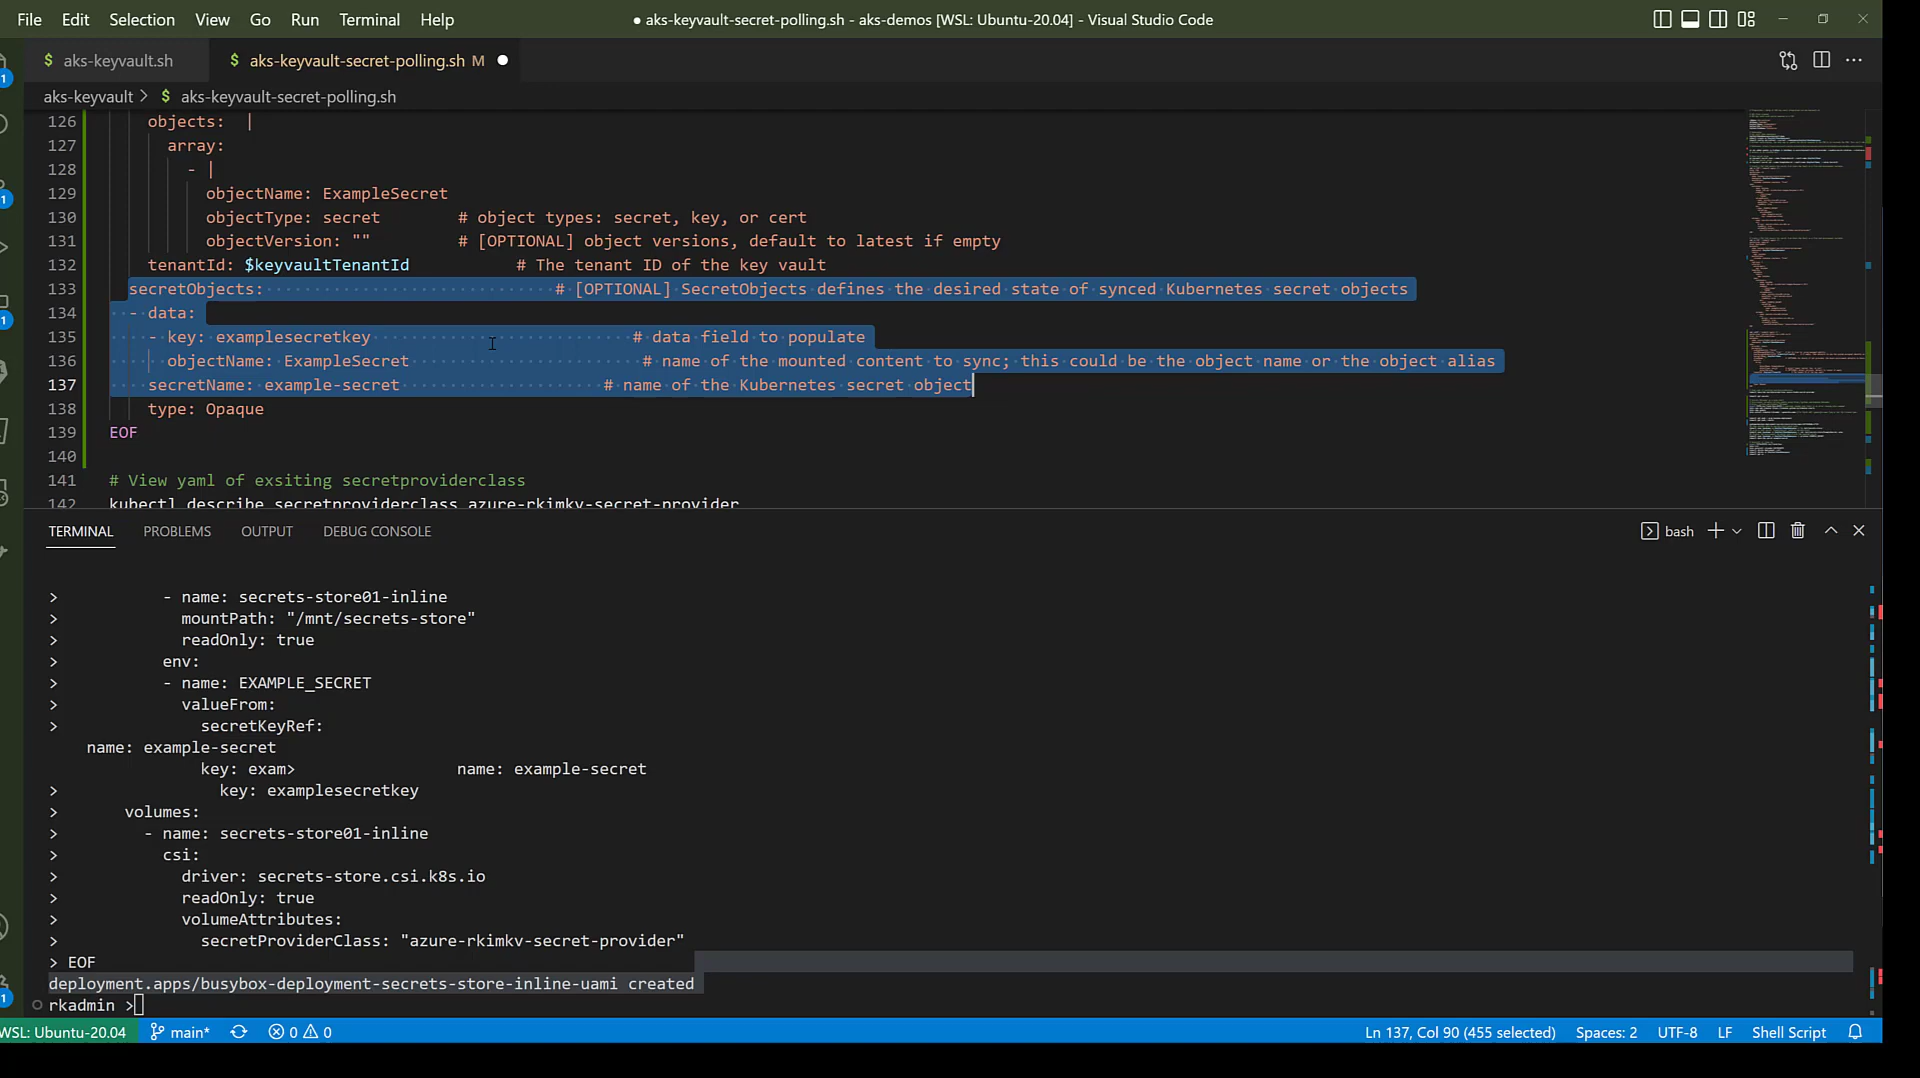 File Edit Selection View Go Run Terminal Help ● aks-keyvault-secret-polling.sh - aks-demos [WSL: Ubuntu-20.04] - Visual Studio Code
$ aks-keyvault.sh $ aks-keyvault-secret-polling.sh M
aks-keyvault > $ aks-keyvault-secret-polling.sh
126 objects: |
127 array:
128 - |
129 objectName: ExampleSecret
130 objectType: secret # object types: secret, key, or cert
131 objectVersion: "" # [OPTIONAL] object versions, default to latest if empty
132 tenantId: $keyvaultTenantId # The tenant ID of the key vault
133 secretObjects: # [OPTIONAL] SecretObjects defines the desired state of synced Kubernetes secret objects
134 - data:
135 - key: examplesecretkey # data field to populate
136 objectName: ExampleSecret # name of the mounted content to sync; this could be the object name or the object alias
137 secretName: example-secret # name of the Kubernetes secret object
138 type: Opaque
139 EOF
140
141 # View yaml of exsiting secretproviderclass
142 kubectl describe secretproviderclass azure-rkimkv-secret-provider
TERMINAL PROBLEMS OUTPUT DEBUG CONSOLE bash
> - name: secrets-store01-inline
> mountPath: "/mnt/secrets-store"
> readOnly: true
> env:
> - name: EXAMPLE_SECRET
> valueFrom:
> secretKeyRef:
name: example-secret
key: exam> name: example-secret
> key: examplesecretkey
> volumes:
> - name: secrets-store01-inline
> csi:
> driver: secrets-store.csi.k8s.io
> readOnly: true
> volumeAttributes:
> secretProviderClass: "azure-rkimkv-secret-provider"
> EOF
deployment.apps/busybox-deployment-secrets-store-inline-uami created
rkadmin >
WSL: Ubuntu-20.04 main* 0 0 Ln 137, Col 90 (455 selected) Spaces: 2 UTF-8 LF Shell Script